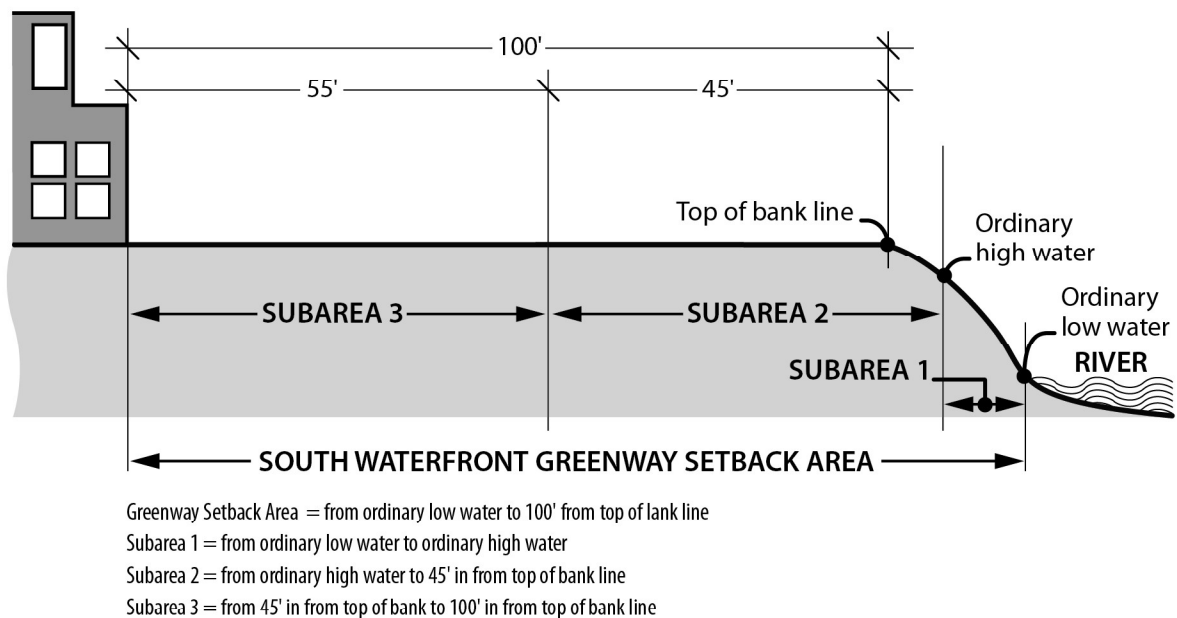 100'
55'
45'
Top of bank line
Ordinary
high water
Ordinary
low water
RIVER
SUBAREA 3
SUBAREA 2
SUBAREA 1
SOUTH WATERFRONT GREENWAY SETBACK AREA
Greenway Setback Area = from ordinary low water to 100' from top of lank line
Subarea 1 = from ordinary low water to ordinary high water
Subarea 2 = from ordinary high water to 45' in from top of bank line
Subarea 3 = from 45' in from top of bank to 100' in from top of bank line